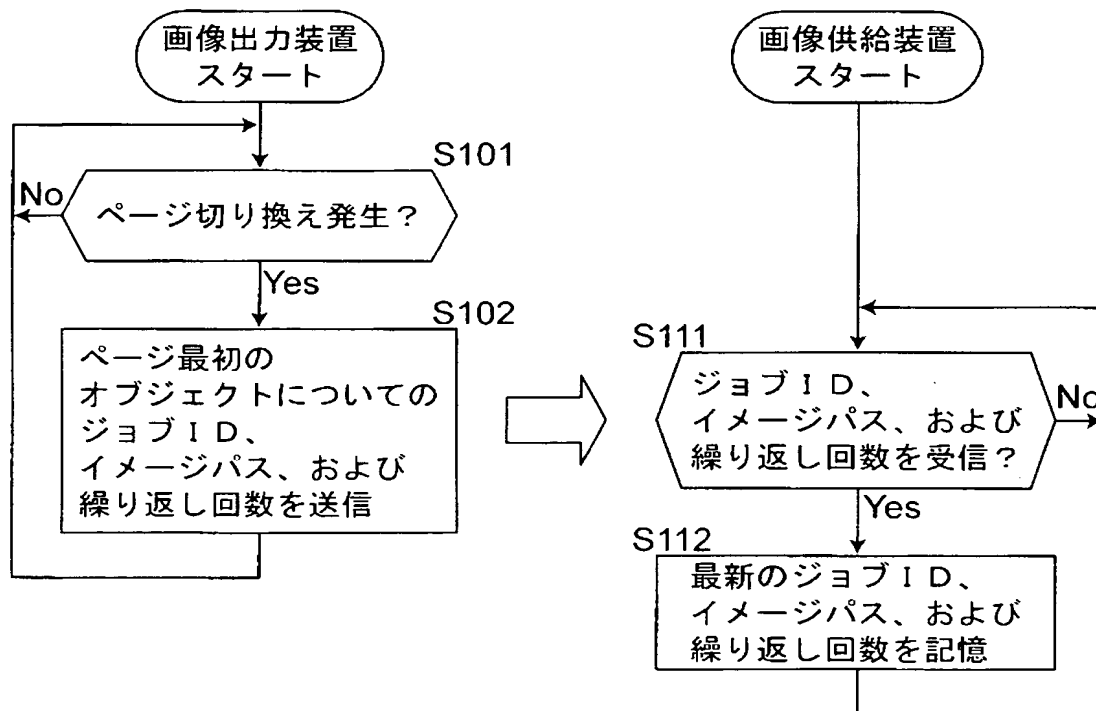 画像出力装置
スタート
S101
No
ページ切り換え発生？
Yes
S102
ページ最初の
オブジェクトについての
ジョブＩＤ、
イメージパス、および
繰り返し回数を送信
画像供給装置
スタート
S111
ジョブＩＤ、
イメージパス、および
繰り返し回数を受信？
No
Yes
S112
最新のジョブＩＤ、
イメージパス、および
繰り返し回数を記憶